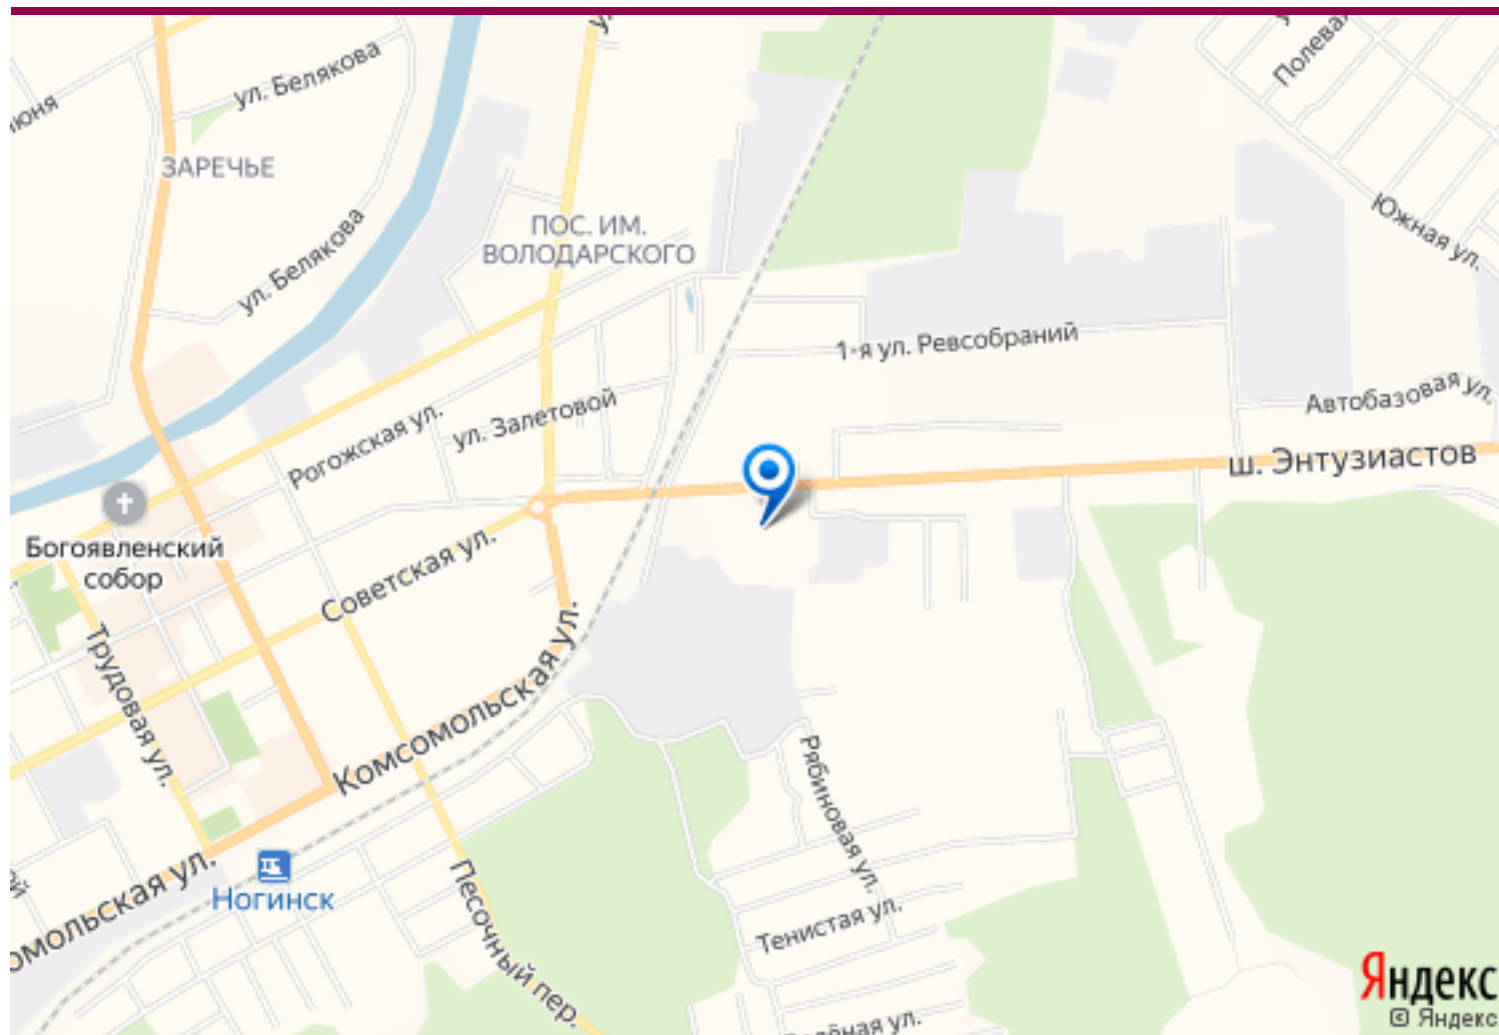 ул. Белякова
июня
Полевая
ЗАРЕЧЬЕ
Южная ул.
ПОС. ИМ.
ВОЛОДАРСКОГО
ул. Белякова
1-я ул. Ревсобраний
Автобазовая ул.
ул. Залетовой
Рогожская ул.
ш. Энтузиастов
Богоявленский
собор
Советская ул.
Трудовая ул.
Комсомольская ул.
Рябиновая ул.
омольская ул.
Ногинск
Песочный пер.
Тенистая ул.
Яндекс
© Яндекс